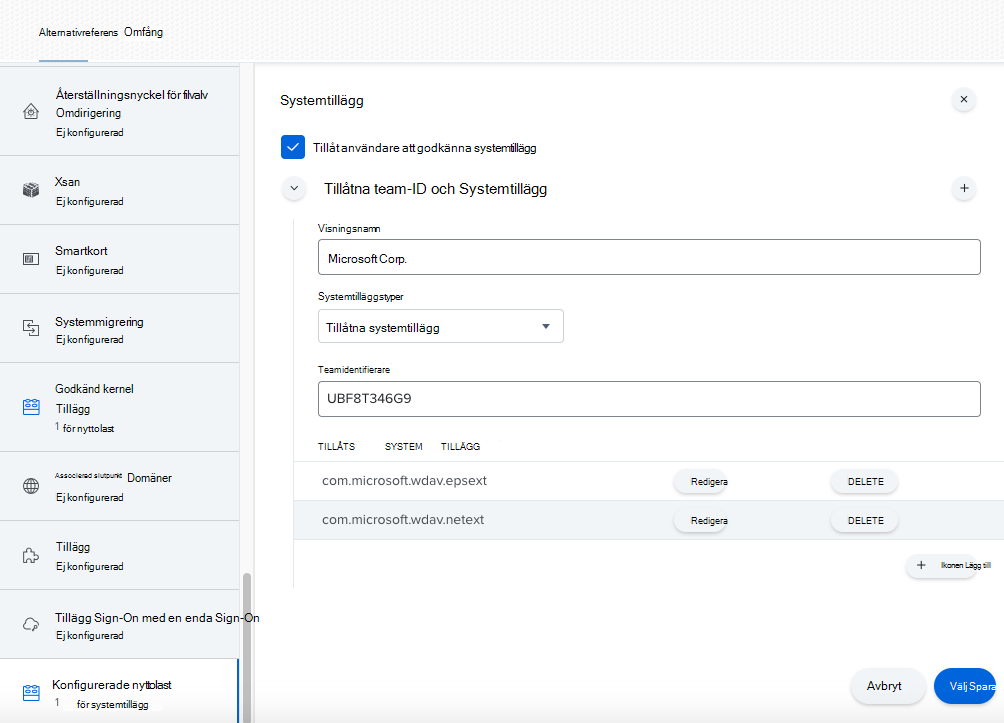 Alternativreferens Omfång
Återställningsnyckel för filvalv
Omdirigering
Ej konfigurerad
Xsan
Ej konfigurerad
Smartkort
Ej konfigurerad
Systemmigrering
Ej konfigurerad
Godkänd kernel
Tillägg
1 för nyttolast
Associerad slutpunkt Domäner
Ej konfigurerad
Tillägg
Ej konfigurerad
Tillägg Sign-On med en enda Sign-On
Ej konfigurerad
Konfigurerade nyttolast
1 för systemtillägg
Systemtillägg
Tillåt användare att godkänna systemtillägg
Tillåtna team-ID och Systemtillägg
Visningsnamn
Microsoft Corp.
Systemtilläggstyper
Tillåtna systemtillägg
Teamidentifierare
UBF8T346G9
TILLÅTS SYSTEM TILLÄGG
com.microsoft.wdav.epsext Redigera DELETE
com.microsoft.wdav.netext Redigera DELETE
+ Ikonen Lägg till
Avbryt Välj Spara